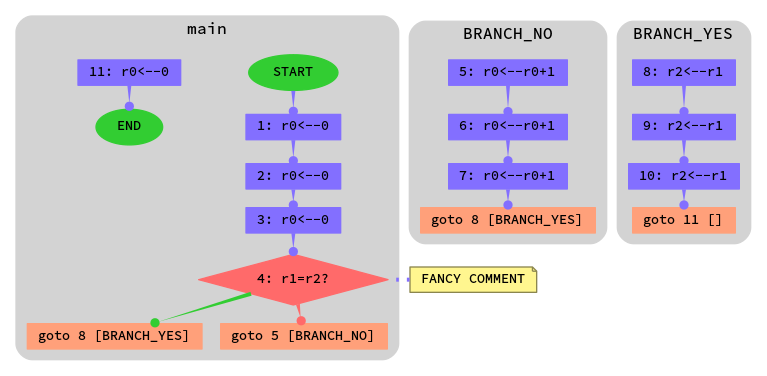 main
11: r0<--0
END
START
1: r0<--0
2: r0<--0
3: r0<--0
4: r1=r2?
FANCY COMMENT
goto 8 [BRANCH_YES]
goto 5 [BRANCH_NO]
BRANCH_NO
5: r0<--r0+1
6: r0<--r0+1
7: r0<--r0+1
goto 8 [BRANCH_YES]
BRANCH_YES
8: r2<--r1
9: r2<--r1
10: r2<--r1
goto 11 []